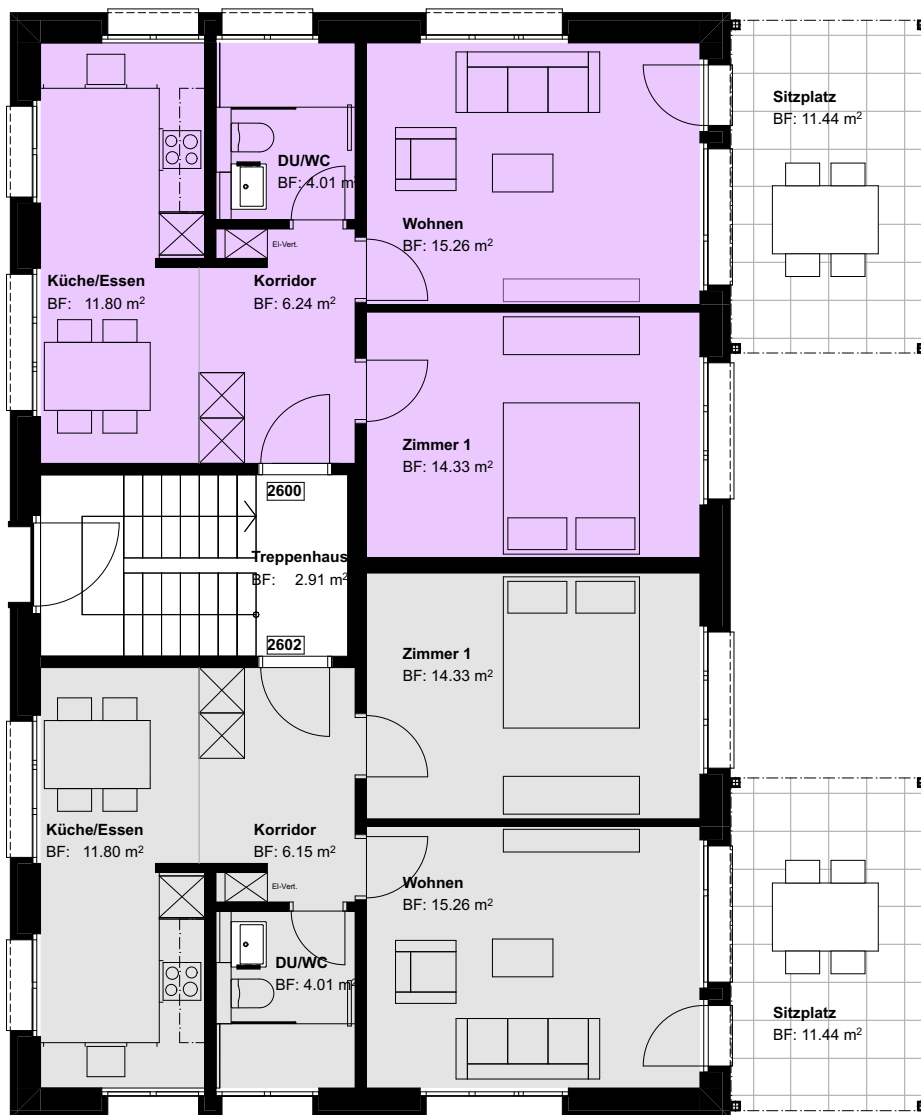 Sitzplatz
BF: 11.44 m²
DU/WC
BF: 4.01 m²
Wohnen
BF: 15.26 m²
El-Vert.
Küche/Essen
BF: 11.80 m²
Korridor
BF: 6.24 m²
Zimmer 1
BF: 14.33 m²
2600
Treppenhaus
BF: 2.91 m²
2602
Zimmer 1
BF: 14.33 m²
Küche/Essen
BF: 11.80 m²
Korridor
BF: 6.15 m²
El-Vert.
Wohnen
BF: 15.26 m²
DU/WC
BF: 4.01 m²
Sitzplatz
BF: 11.44 m²